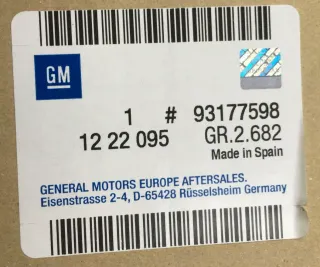 GM
1 # 93177598
12 22 095 GR.2.682
Made in Spain
GENERAL MOTORS EUROPE AFTERSALES.
Eisenstrasse 2-4, D-65428 Rüsselsheim Germany